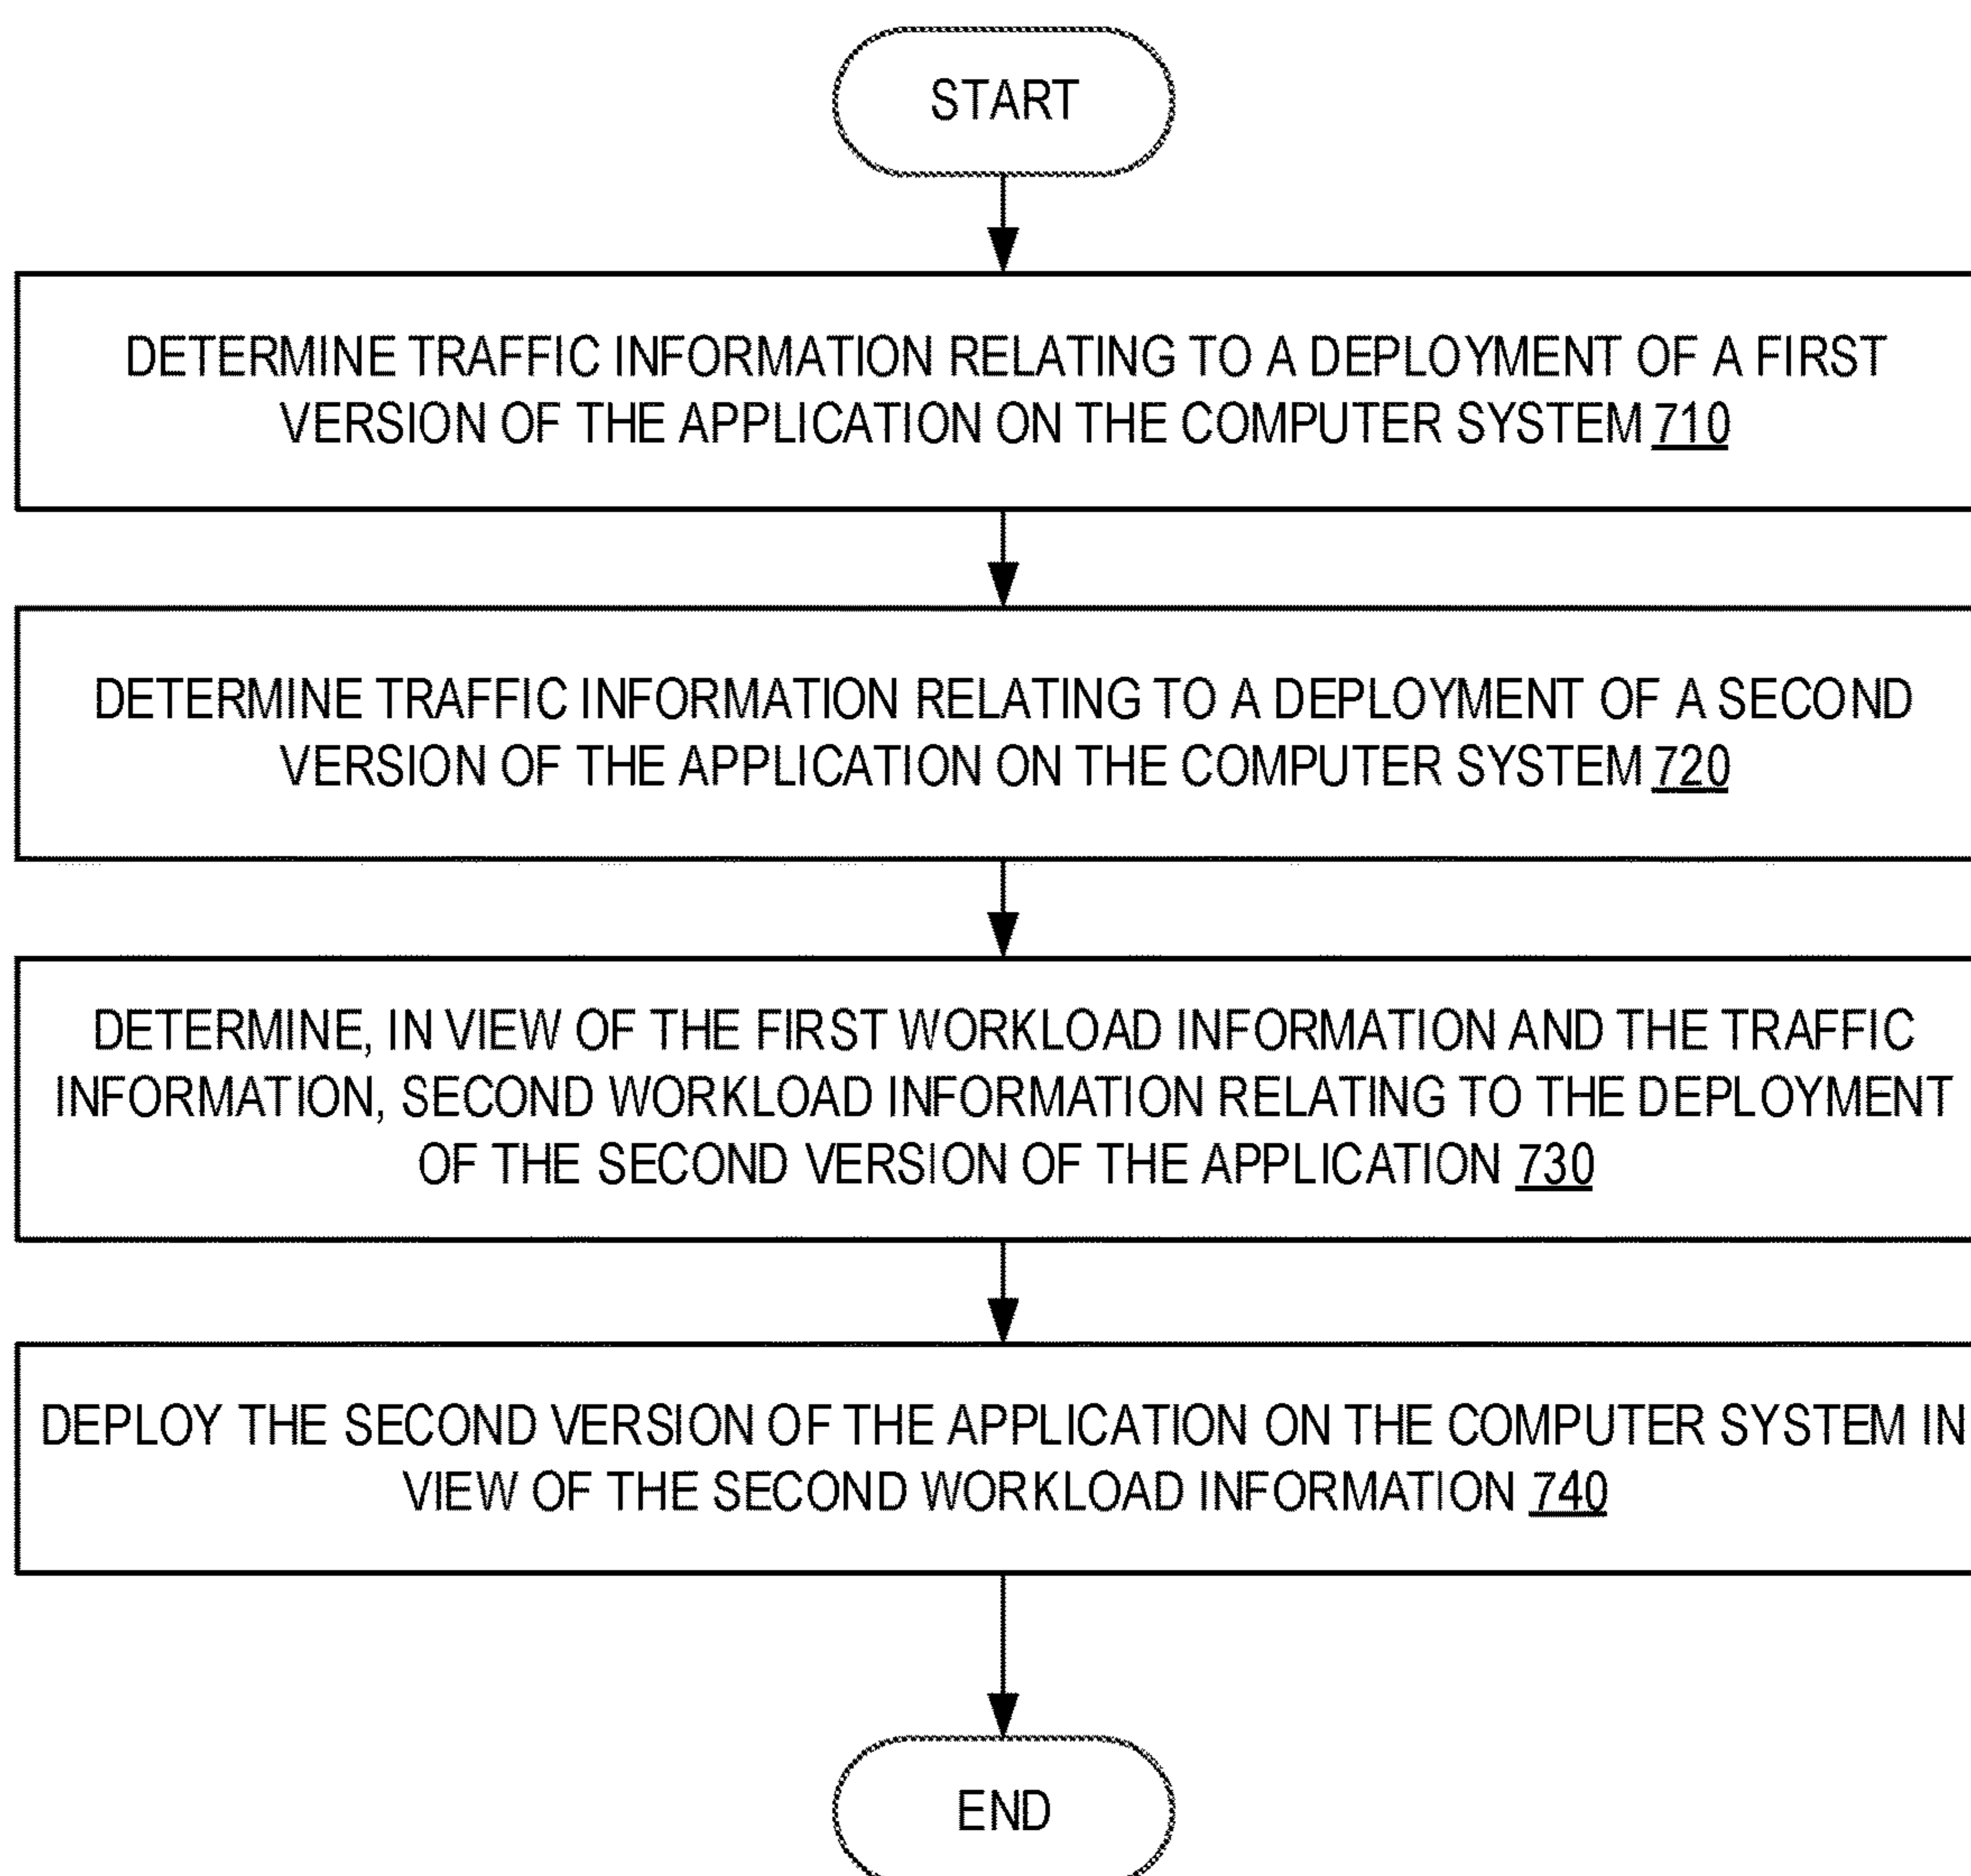 START
DETERMINE TRAFFIC INFORMATION RELATING TO A DEPLOYMENT OF A FIRST
VERSION OF THE APPLICATION ON THE COMPUTER SYSTEM 710
DETERMINE TRAFFIC INFORMATION RELATING TO A DEPLOYMENT OF A SECOND
VERSION OF THE APPLICATION ON THE COMPUTER SYSTEM 720
DETERMINE, IN VIEW OF THE FIRST WORKLOAD INFORMATION AND THE TRAFFIC
INFORMATION, SECOND WORKLOAD INFORMATION RELATING TO THE DEPLOYMENT
OF THE SECOND VERSION OF THE APPLICATION 730
DEPLOY THE SECOND VERSION OF THE APPLICATION ON THE COMPUTER SYSTEM IN
VIEW OF THE SECOND WORKLOAD INFORMATION 740
END